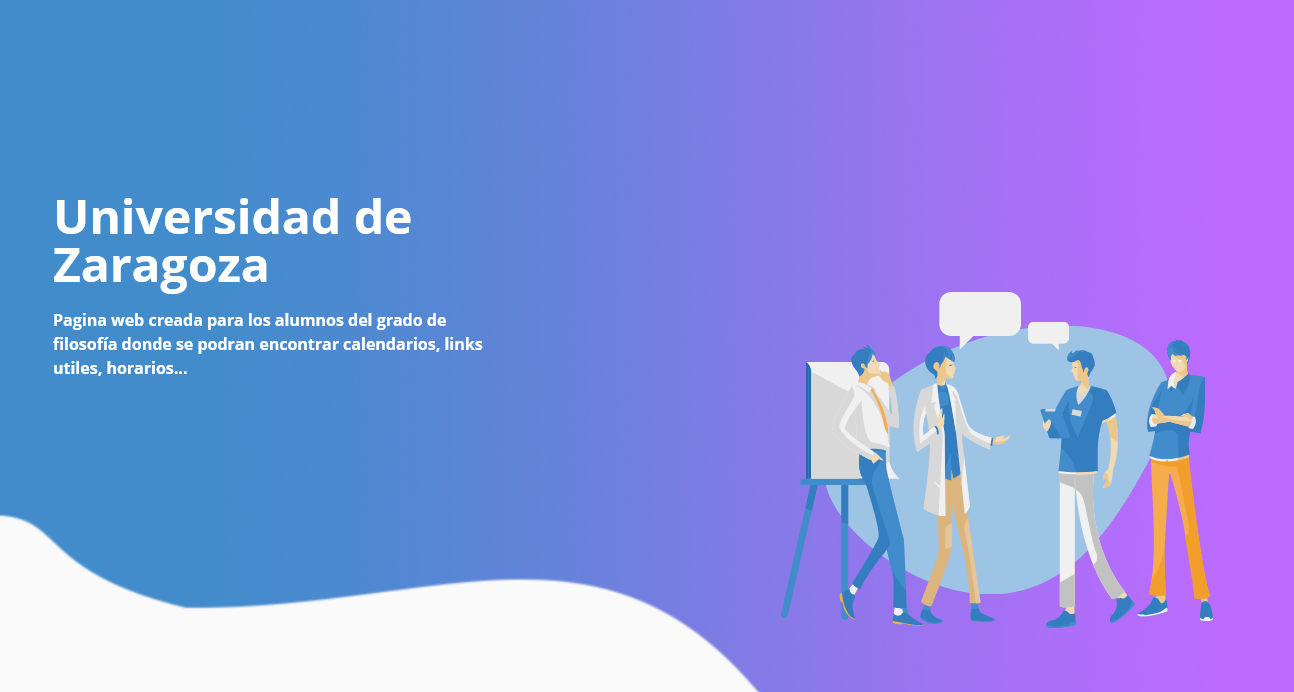 Universidad de
Zaragoza
Pagina web creada para los alumnos del grado de
filosofía donde se podran encontrar calendarios, links
utiles, horarios...